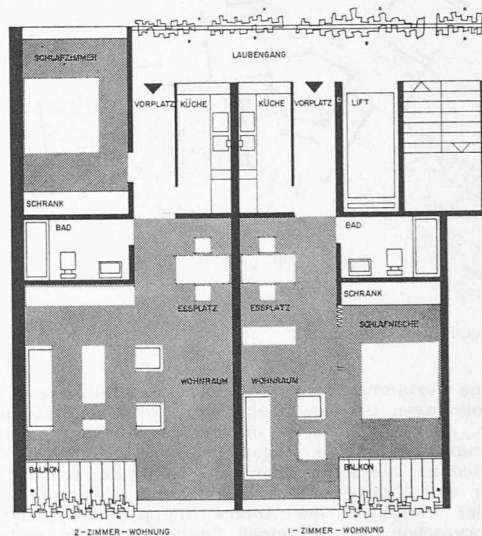 LAUBENGANG
SCHLAFZIMMER
VORPLATZ KÜCHE KÜCHE VORPLATZ LIFT
SCHRANK
BAD BAD
SCHRANK
ESSPLATZ ESSPLATZ
SCHLAFNISCHE
WOHNRAUM WOHNRAUM
BALKON BALKON
2-ZIMMER-WOHNUNG 1-ZIMMER-WOHNUNG